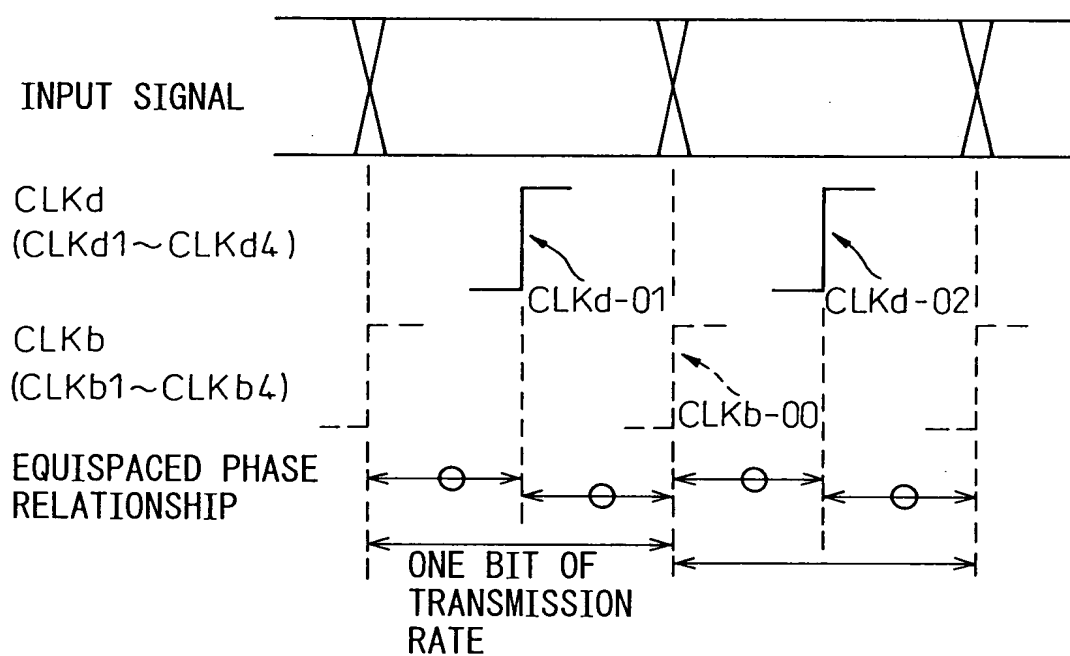 INPUT SIGNAL
CLKd
(CLKd1~CLKd4)
CLKd-01
CLKd-02
CLKb
(CLKb1~CLKb4)
CLKb-00
EQUISPACED PHASE
RELATIONSHIP
ONE BIT OF
TRANSMISSION
RATE